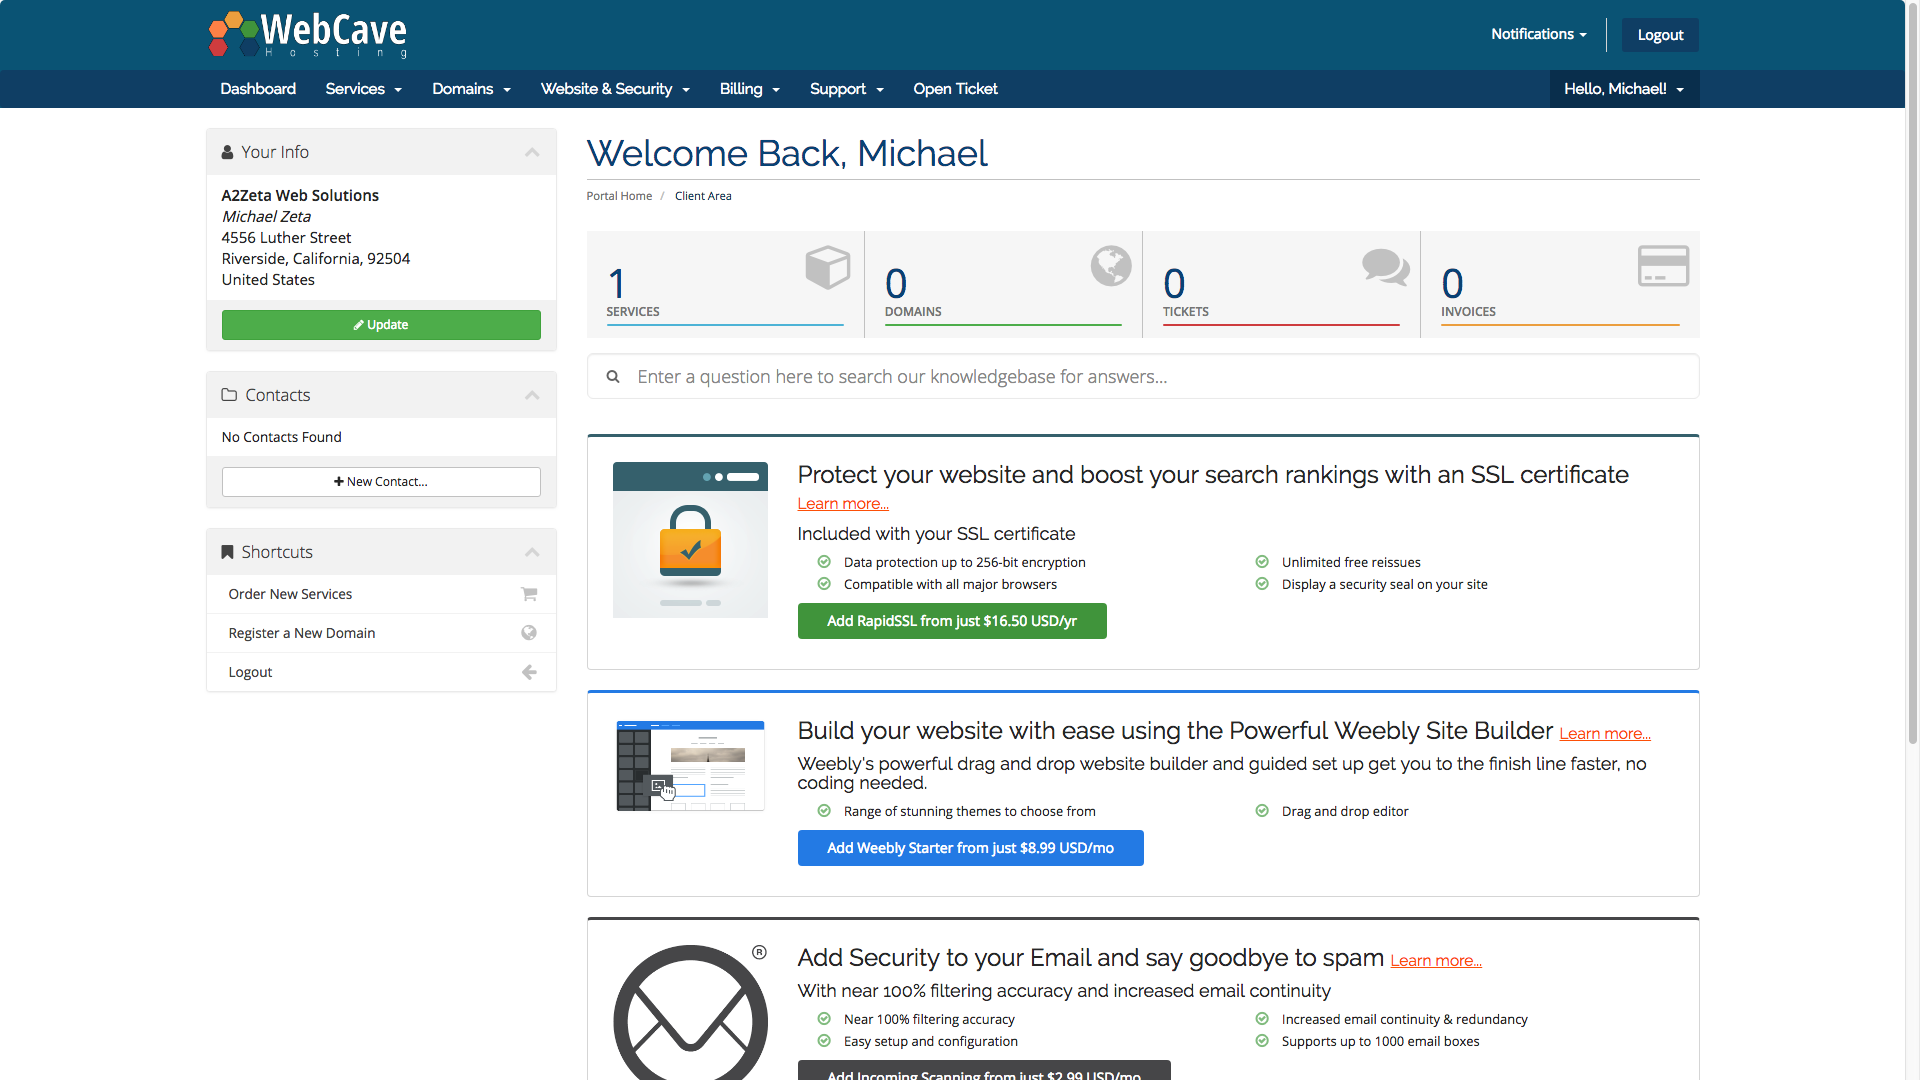 WebCave
Hosting
Notifications
Logout
Dashboard
Services
Domains
Website & Security
Billing
Support
Open Ticket
Hello, Michael!
Your Info
A2Zeta Web Solutions
Michael Zeta
4556 Luther Street
Riverside, California, 92504
United States
Update
Contacts
No Contacts Found
New Contact...
Shortcuts
Order New Services
Register a New Domain
Logout
Welcome Back, Michael
Portal Home / Client Area
1
SERVICES
0
DOMAINS
0
TICKETS
0
INVOICES
Enter a question here to search our knowledgebase for answers...
Protect your website and boost your search rankings with an SSL certificate
Learn more...
Included with your SSL certificate
Data protection up to 256-bit encryption
Unlimited free reissues
Compatible with all major browsers
Display a security seal on your site
Add RapidSSL from just $16.50 USD/yr
Build your website with ease using the Powerful Weebly Site Builder Learn more...
Weebly's powerful drag and drop website builder and guided set up get you to the finish line faster, no
coding needed.
Range of stunning themes to choose from
Drag and drop editor
Add Weebly Starter from just $8.99 USD/mo
®
Add Security to your Email and say goodbye to spam Learn more...
With near 100% filtering accuracy and increased email continuity
Near 100% filtering accuracy
Increased email continuity & redundancy
Easy setup and configuration
Supports up to 1000 email boxes
Add Incoming Scanning from just $2.99 USD/mo